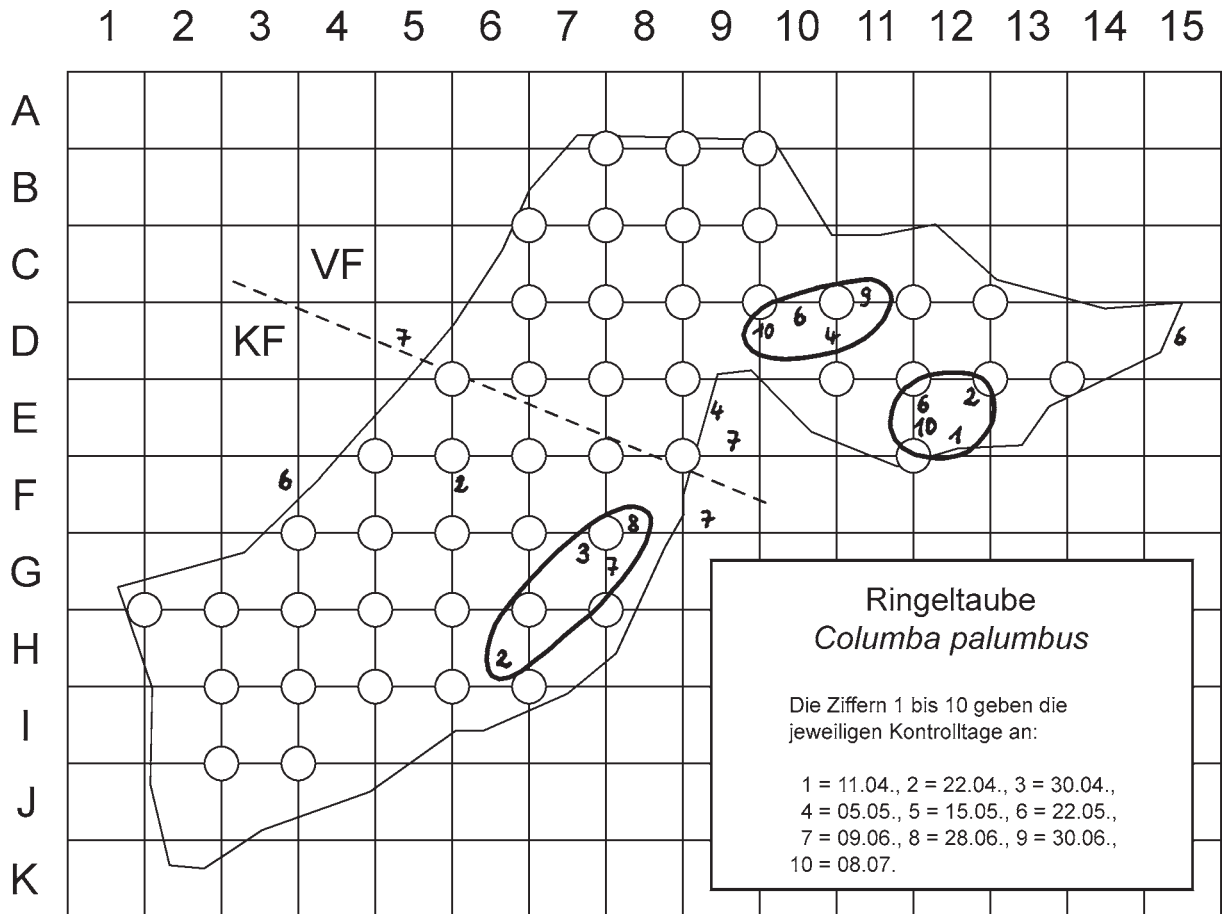 1 2 3 4 5 6 7 8 9 10 11 12 13 14 15
A
B
C
VF
9
10 6 4
D
KF
7
6
E
4
6 2
10 1
7
F
6
2
8
7
G
3
7
H
2
I
J
K
Ringeltaube
Columba palumbus
Die Ziffern 1 bis 10 geben die
jeweiligen Kontrolltage an:
1 = 11.04., 2 = 22.04., 3 = 30.04.,
4 = 05.05., 5 = 15.05., 6 = 22.05.,
7 = 09.06., 8 = 28.06., 9 = 30.06.,
10 = 08.07.